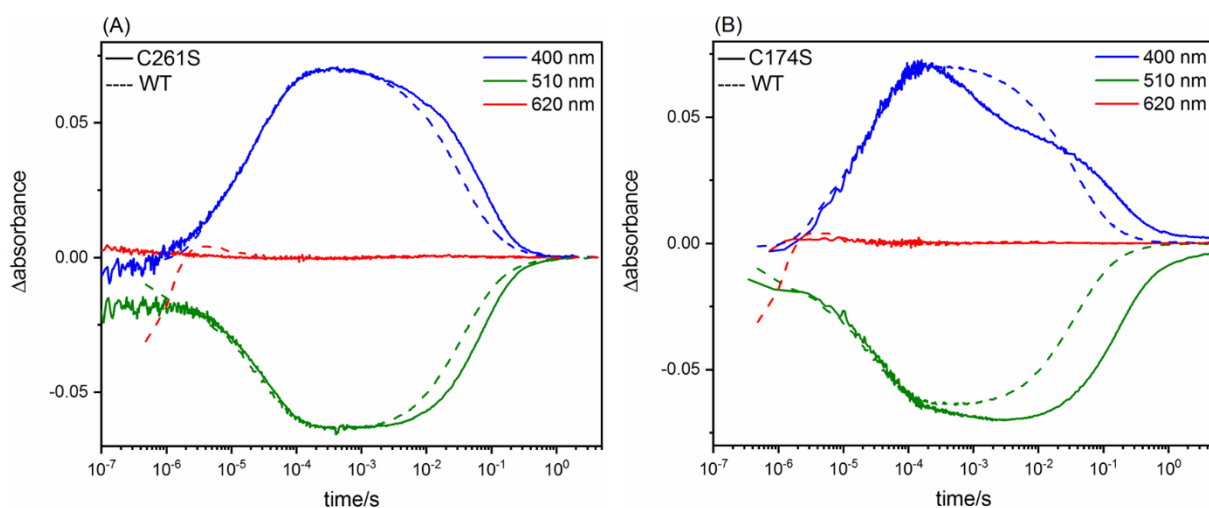 (A)
C261S
WT
400 nm
510 nm
620 nm
0.05
0.00
-0.05
Δabsorbance
10-7 10-6 10-5 10-4 10-3 10-2 10-1 100
time/s
(B)
C174S
WT
400 nm
510 nm
620 nm
0.05
0.00
-0.05
Δabsorbance
10-7 10-6 10-5 10-4 10-3 10-2 10-1 100
time/s